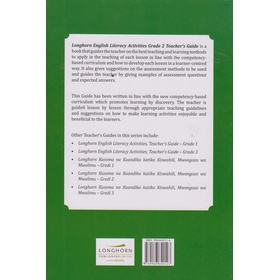 Longhorn English Literacy Activities Grade 2 Teacher's Guide is a
book that guides the teacher on the best teaching and learning methods
to apply in the teaching of each lesson in line with the competency-
based curriculum and how to develop each lesson in a learner-centred
way. It also gives suggestions on the assessment methods to be used
and guides the teacher by giving examples of assessment questions
and expected answers.
This Guide has been written in line with the new competency-based
curriculum which promotes learning by discovery. The teacher is
guided lesson by lesson through appropriate teaching guidelines
and suggestions on how to make learning activities enjoyable and
beneficial to the learners.
Other Teacher's Guides in this series include:
• Longhorn English Literacy Activities, Teacher's Guide – Grade 1
• Longhorn English Literacy Activities, Teacher's Guide – Grade 3
• Longhorn Kusoma na Kuandika katika Kiswahili, Mwongozo wa
Mwalimu – Gredi 1
• Longhorn Kusoma na Kuandika katika Kiswahili, Mwongozo wa
Mwalimu – Gredi 2
• Longhorn Kusoma na Kuandika katika Kiswahili, Mwongozo wa
Mwalimu – Gredi 3
LONGHORN
PUBLISHERS